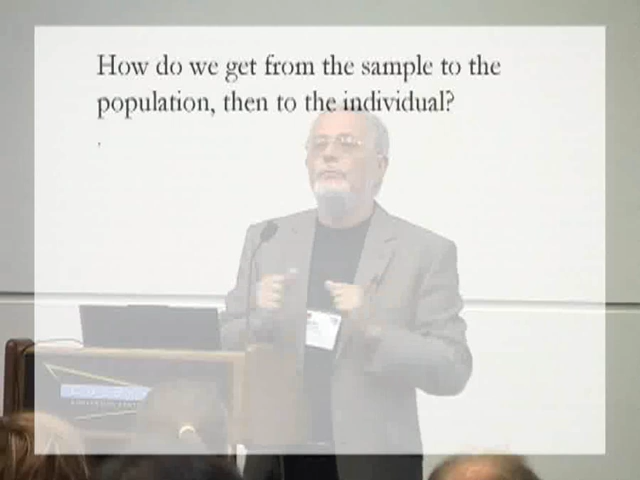 How do we get from the sample to the
population, then to the individual?